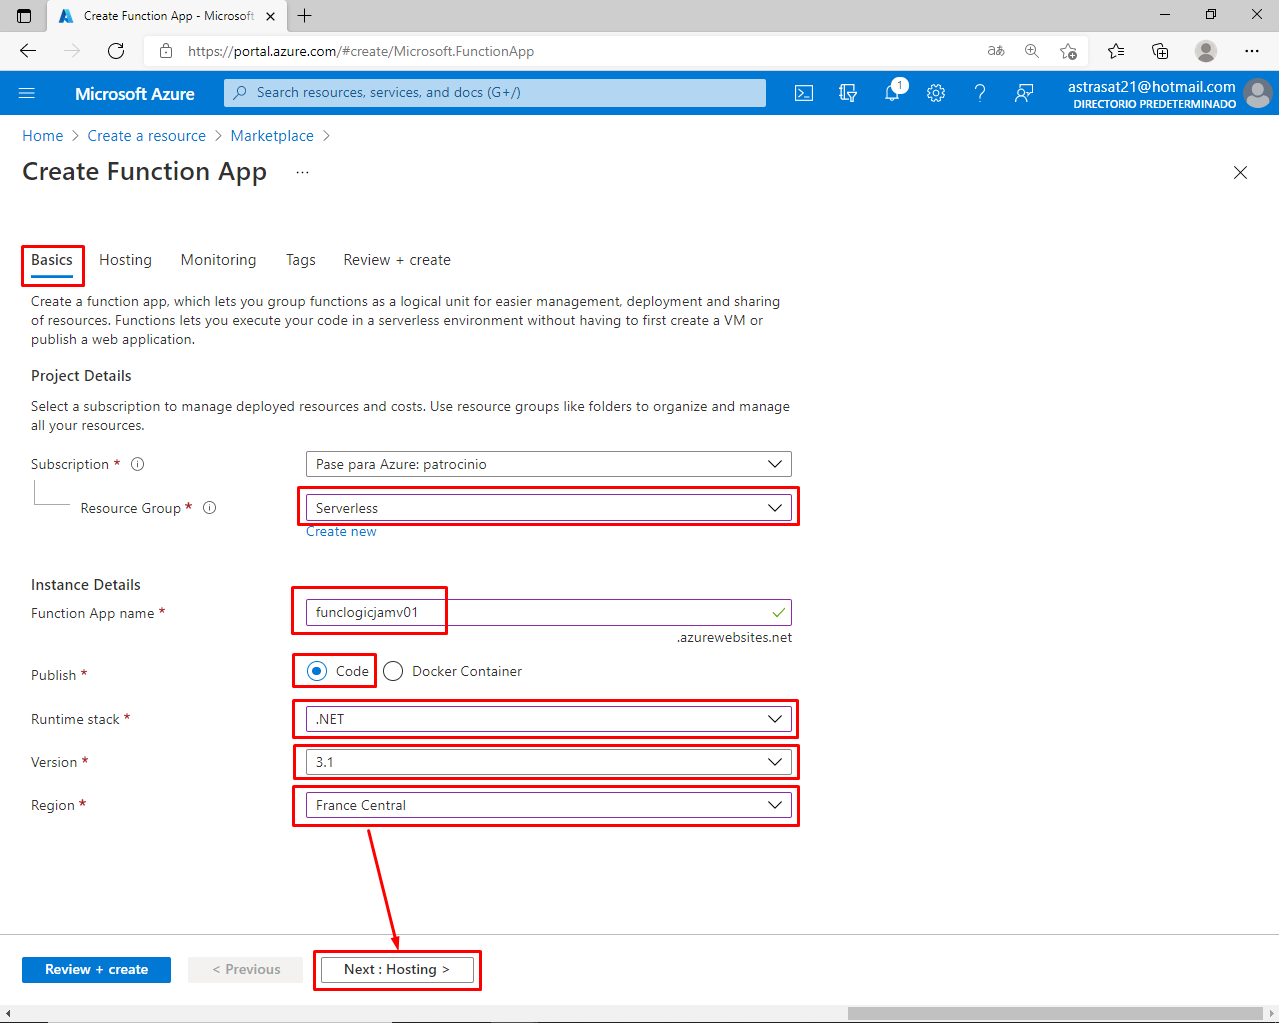 Create Function App - Microsoft
https://portal.azure.com/#create/Microsoft.FunctionApp
Microsoft Azure
Search resources, services, and docs (G+/)
1
astrasat21@hotmail.com
DIRECTORIO PREDETERMINADO
Home > Create a resource > Marketplace >
Create Function App ...
Basics Hosting Monitoring Tags Review + create
Create a function app, which lets you group functions as a logical unit for easier management, deployment and sharing
of resources. Functions lets you execute your code in a serverless environment without having to first create a VM or
publish a web application.
Project Details
Select a subscription to manage deployed resources and costs. Use resource groups like folders to organize and manage
all your resources.
Subscription * Pase para Azure: patrocinio
Resource Group * Serverless
Create new
Instance Details
Function App name * funclogicjamv01
.azurewebsites.net
Publish * Code Docker Container
Runtime stack * .NET
Version * 3.1
Region * France Central
Review + create < Previous Next : Hosting >